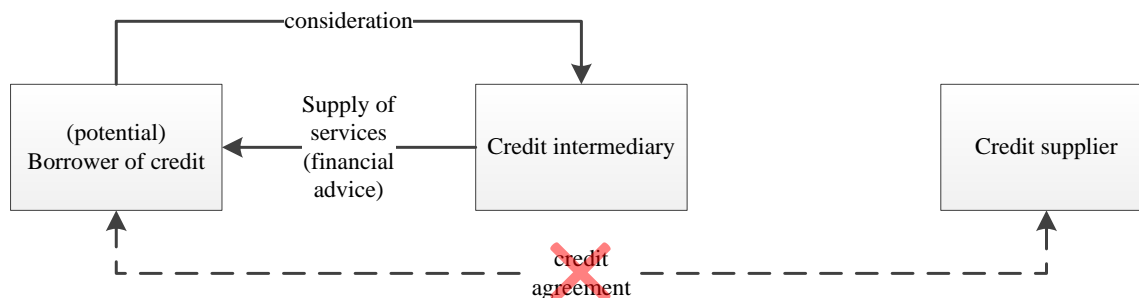 consideration
(potential)
Borrower of credit
Supply of
services
(financial
advice)
Credit intermediary
Credit supplier
credit
agreement